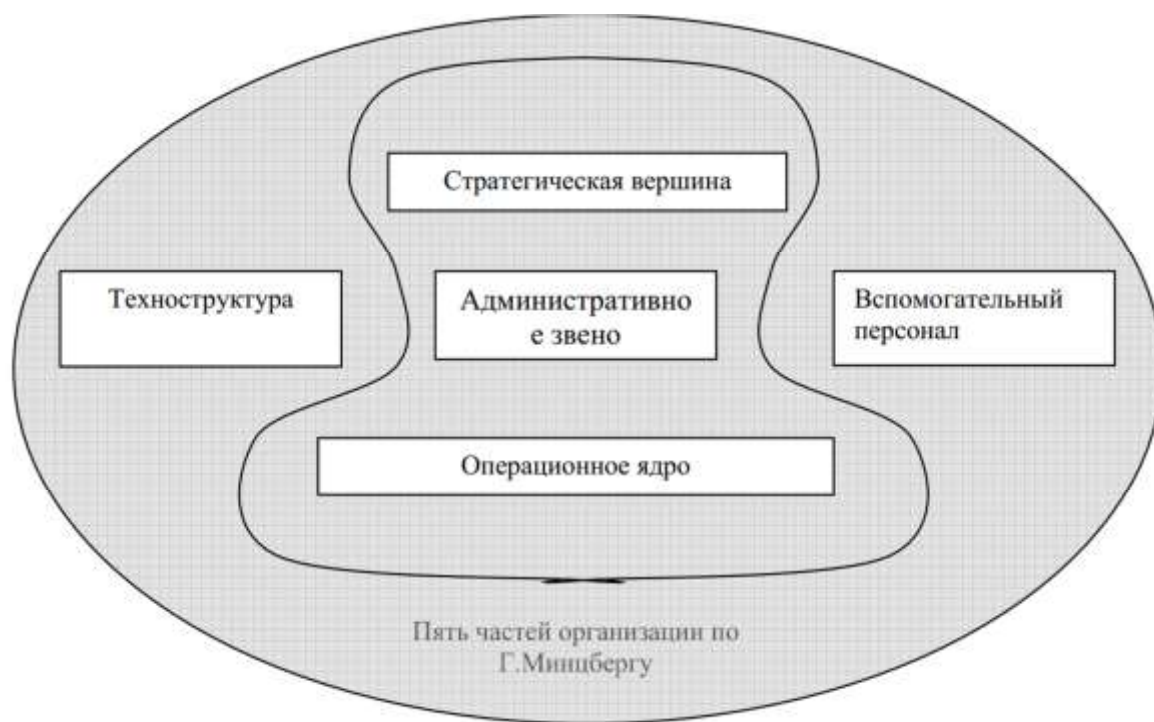 Стратегическая вершина
Техноструктура
Административно
е звено
Вспомогательный
персонал
Операционное ядро
Пять частей организации по
Г.Минцбергу